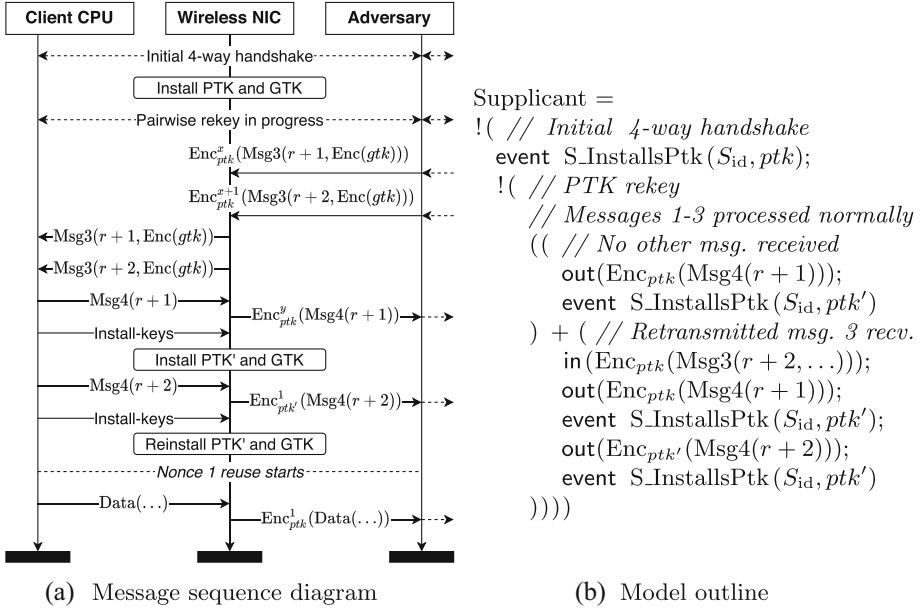 Client CPU
Wireless NIC
Adversary
Initial 4-way handshake
Install PTK and GTK
Pairwise rekey in progress
Enc^x_ptk(Msg3(r + 1, Enc(gtk)))
Enc^{x+1}_ptk(Msg3(r + 2, Enc(gtk)))
Msg3(r + 1, Enc(gtk))
Msg3(r + 2, Enc(gtk))
Msg4(r + 1)
Enc^y_ptk(Msg4(r + 1))
Install-keys
Install PTK' and GTK
Msg4(r + 2)
Enc^1_ptk'(Msg4(r + 2))
Install-keys
Reinstall PTK' and GTK
Nonce 1 reuse starts
Data(...)
Enc^1_ptk(Data(...))
(a) Message sequence diagram
Supplicant =
!( // Initial 4-way handshake
event S_InstallsPtk(S_id, ptk);
!( // PTK rekey
// Messages 1-3 processed normally
(( // No other msg. received
out(Enc_ptk(Msg4(r + 1)));
event S_InstallsPtk(S_id, ptk')
) + ( // Retransmitted msg. 3 recv.
in(Enc_ptk(Msg3(r + 2, ...)));
out(Enc_ptk(Msg4(r + 1)));
event S_InstallsPtk(S_id, ptk');
out(Enc_ptk'(Msg4(r + 2)));
event S_InstallsPtk(S_id, ptk')
))))
(b) Model outline